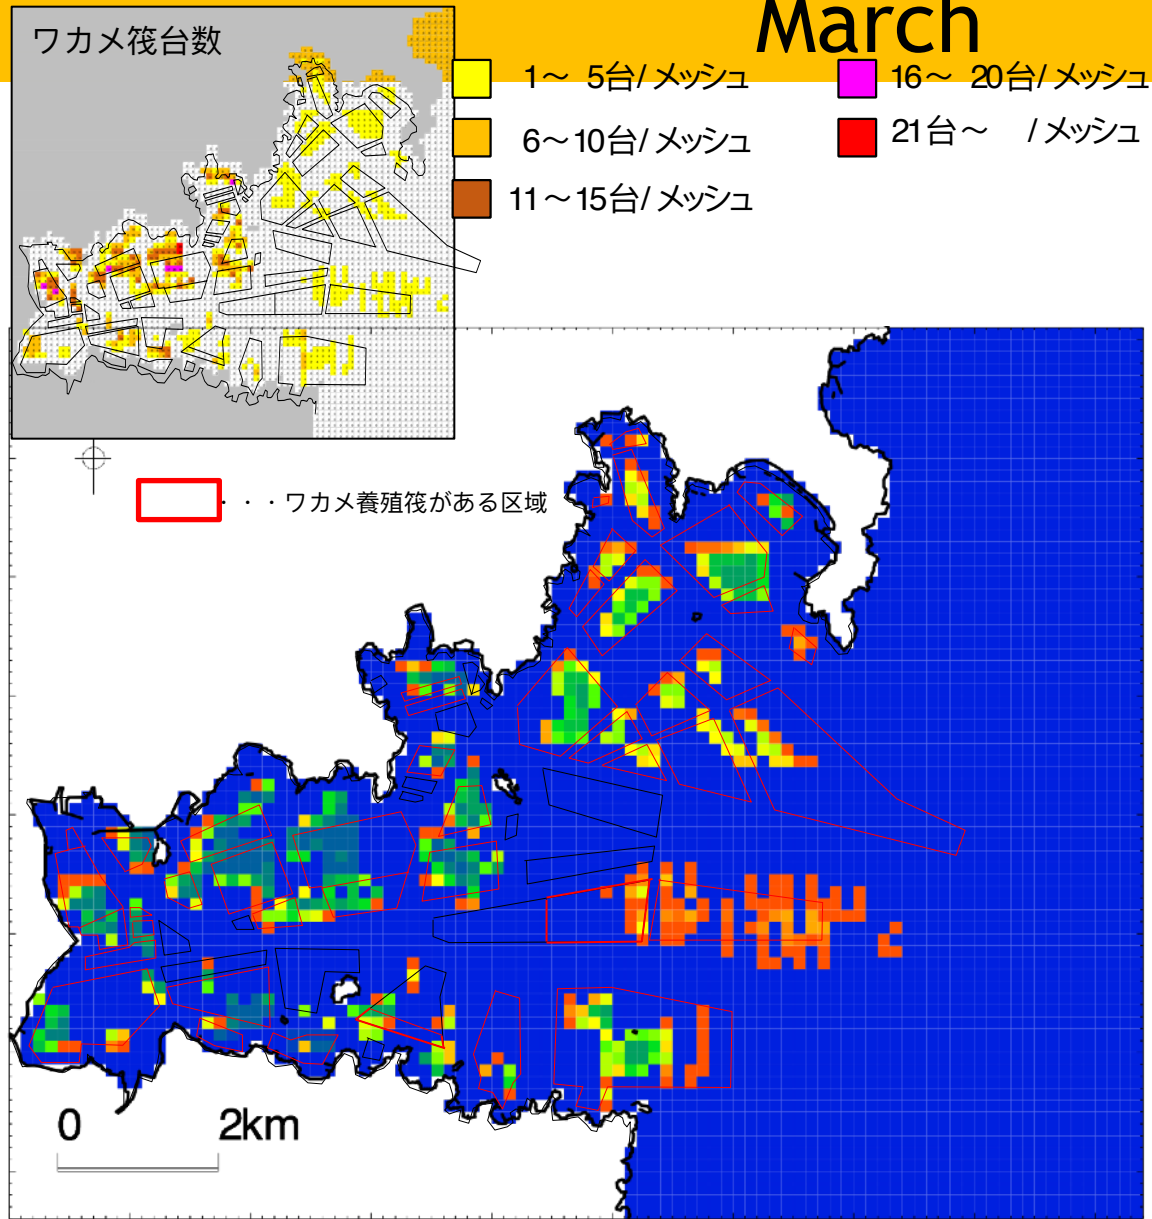 March
ワカメ筏台数
1～ 5台/メッシュ
6～10台/メッシュ
11～15台/メッシュ
16～ 20台/メッシュ
21台～ /メッシュ
・・・ワカメ養殖筏がある区域
0 2km